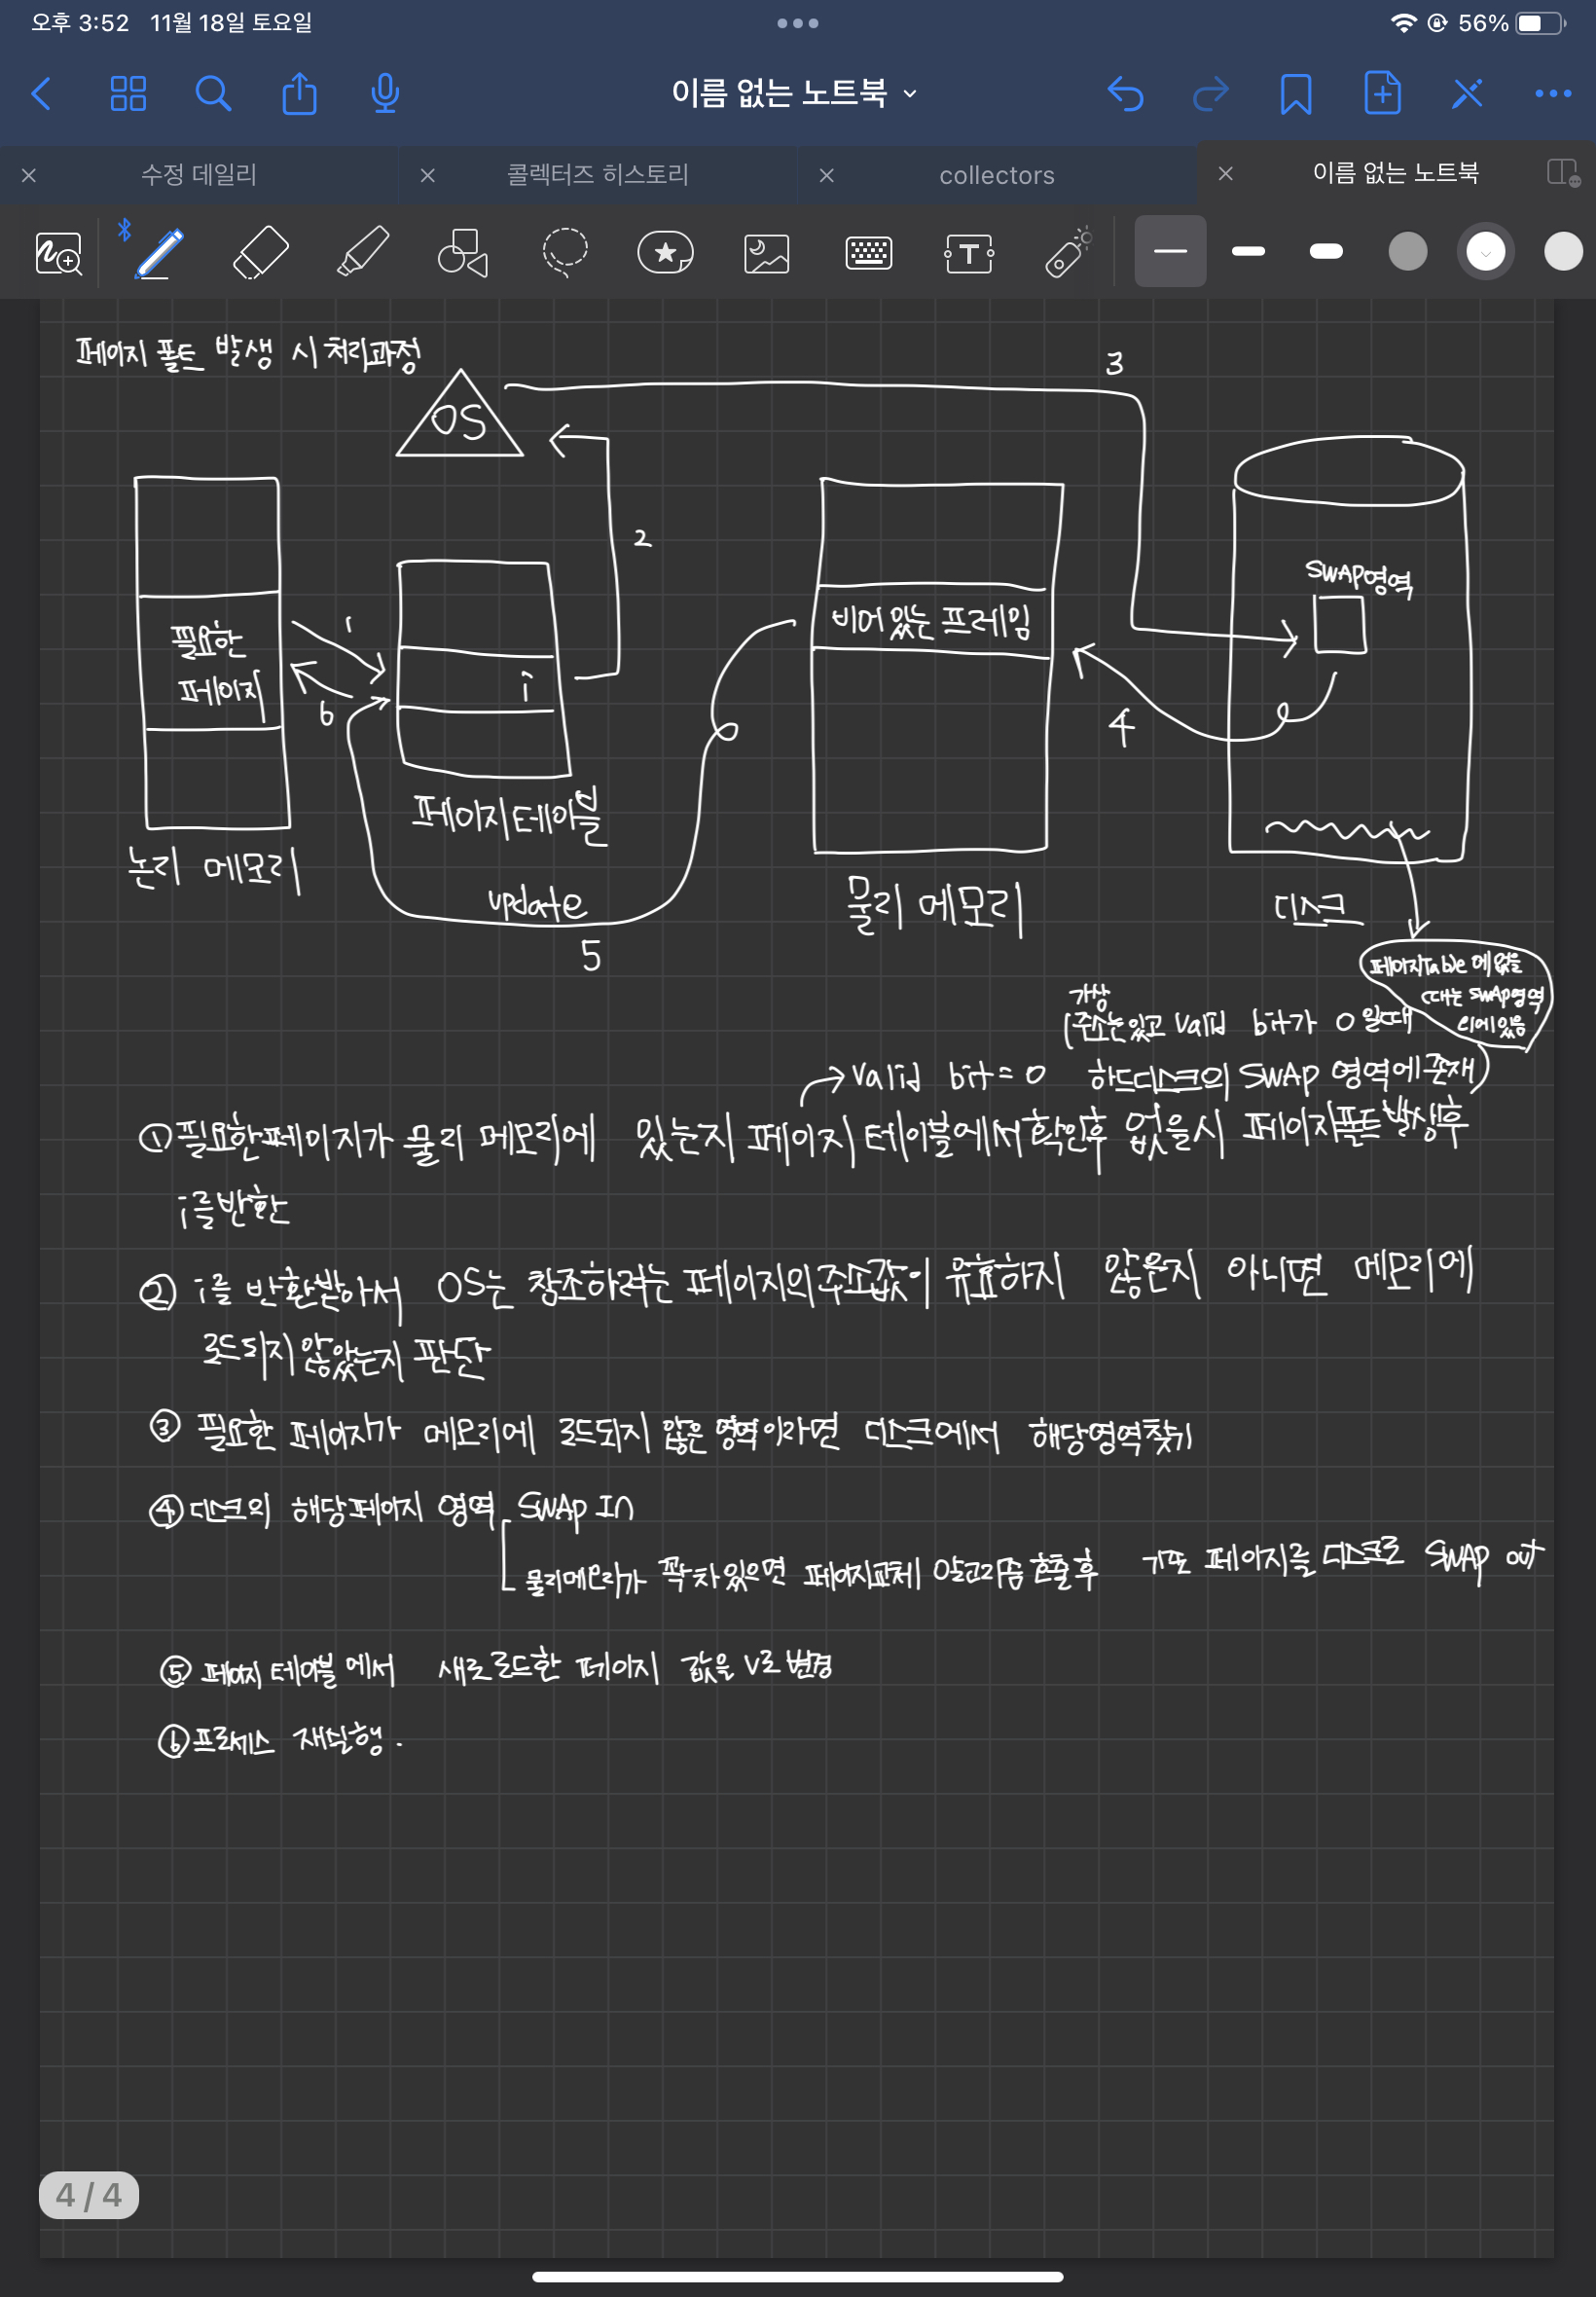 오후 3:52 11월 18일 토요일 56%
이름 없는 노트북
수정 데일리 콜렉터즈 히스토리 collectors 이름 없는 노트북
페이지 폴트 발생 시 처리과정
3
OS
2
SWAP영역
비어있는 프레임
필요한
페이지
1
i
6
4
페이지 테이블
논리 메모리
update
물리 메모리
디스크
5
페이지Table에 없을
때는 SWAP영역
에 있음
가상
(주소는있고 Valid bit가 0일때
Valid bit = 0 하드디스크의 SWAP 영역에존재)
① 필요한페이지가 물리 메모리에 있는지 페이지 테이블에서확인후 없을시 페이지폴트발생후
i를반환
② i를 반환받아서 OS는 참조하려는 페이지의주소값이 유효하지 않은지 아니면 메모리에
로드되지않았는지 판단
③ 필요한 페이지가 메모리에 로드되지 않은 영역이라면 디스크에서 해당영역찾기
④ 디스크의 해당페이지 영역 SWAP In
물리메모리가 꽉차있으면 페이지교체 알고리즘 호출후 기존 페이지를 디스크로 SWAP out
⑤ 페이지 테이블에서 새로로드한 페이지 값을 V로 변경
⑥ 프로세스 재실행.
4 / 4